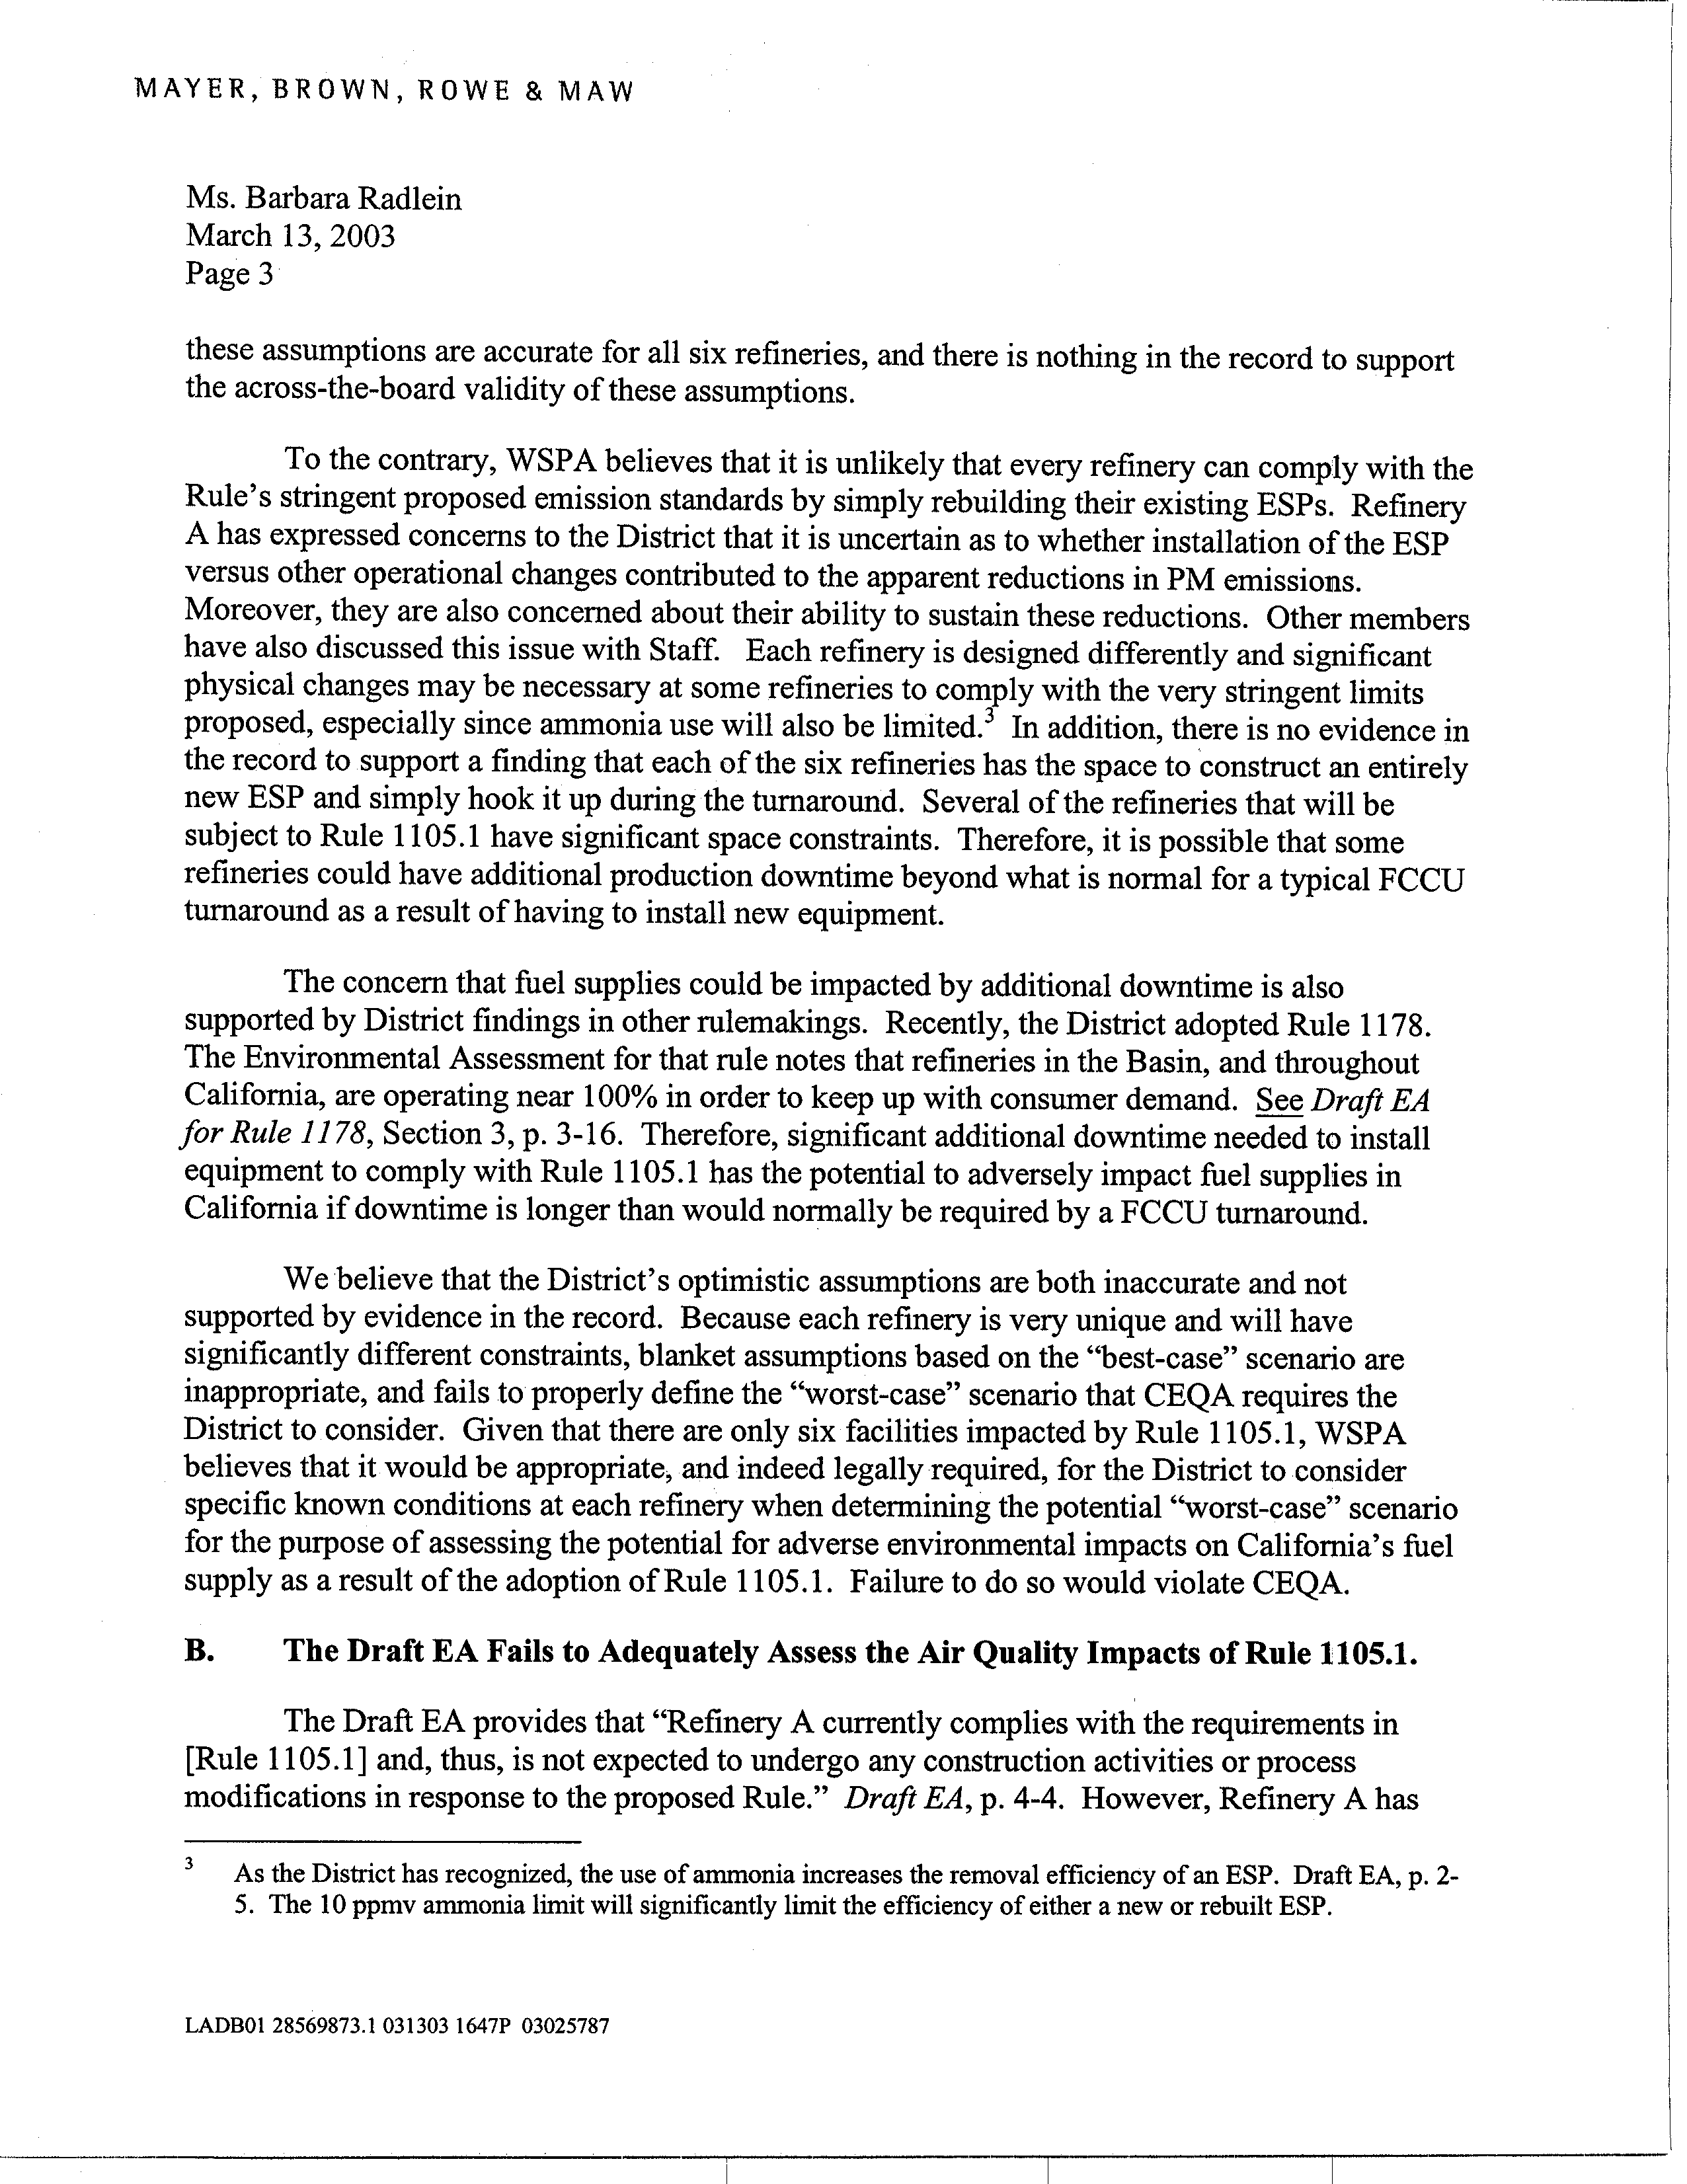 MAYER, BROWN, ROWE & MAW
Ms. Barbara Radlein
March 13, 2003
Page 3
these assumptions are accurate for all six refineries, and there is nothing in the record to support
the across-the-board validity of these assumptions.
To the contrary, WSPA believes that it is unlikely that every refinery can comply with the
Rule's stringent proposed emission standards by simply rebuilding their existing ESPs. Refinery
A has expressed concerns to the District that it is uncertain as to whether installation of the ESP
versus other operational changes contributed to the apparent reductions in PM emissions.
Moreover, they are also concerned about their ability to sustain these reductions. Other members
have also discussed this issue with Staff. Each refinery is designed differently and significant
physical changes may be necessary at some refineries to comply with the very stringent limits
proposed, especially since ammonia use will also be limited.3 In addition, there is no evidence in
the record to support a finding that each of the six refineries has the space to construct an entirely
new ESP and simply hook it up during the turnaround. Several of the refineries that will be
subject to Rule 1105.1 have significant space constraints. Therefore, it is possible that some
refineries could have additional production downtime beyond what is normal for a typical FCCU
turnaround as a result of having to install new equipment.
The concern that fuel supplies could be impacted by additional downtime is also
supported by District findings in other rulemakings. Recently, the District adopted Rule 1178.
The Environmental Assessment for that rule notes that refineries in the Basin, and throughout
California, are operating near 100% in order to keep up with consumer demand. See Draft EA
for Rule 1178, Section 3, p. 3-16. Therefore, significant additional downtime needed to install
equipment to comply with Rule 1105.1 has the potential to adversely impact fuel supplies in
California if downtime is longer than would normally be required by a FCCU turnaround.
We believe that the District's optimistic assumptions are both inaccurate and not
supported by evidence in the record. Because each refinery is very unique and will have
significantly different constraints, blanket assumptions based on the “best-case” scenario are
inappropriate, and fails to properly define the “worst-case” scenario that CEQA requires the
District to consider. Given that there are only six facilities impacted by Rule 1105.1, WSPA
believes that it would be appropriate, and indeed legally required, for the District to consider
specific known conditions at each refinery when determining the potential “worst-case” scenario
for the purpose of assessing the potential for adverse environmental impacts on California's fuel
supply as a result of the adoption of Rule 1105.1. Failure to do so would violate CEQA.
B. The Draft EA Fails to Adequately Assess the Air Quality Impacts of Rule 1105.1.
The Draft EA provides that “Refinery A currently complies with the requirements in
[Rule 1105.1] and, thus, is not expected to undergo any construction activities or process
modifications in response to the proposed Rule.” Draft EA, p. 4-4. However, Refinery A has
3 As the District has recognized, the use of ammonia increases the removal efficiency of an ESP. Draft EA, p. 2-
5. The 10 ppmv ammonia limit will significantly limit the efficiency of either a new or rebuilt ESP.
LADB01 28569873.1 031303 1647P 03025787